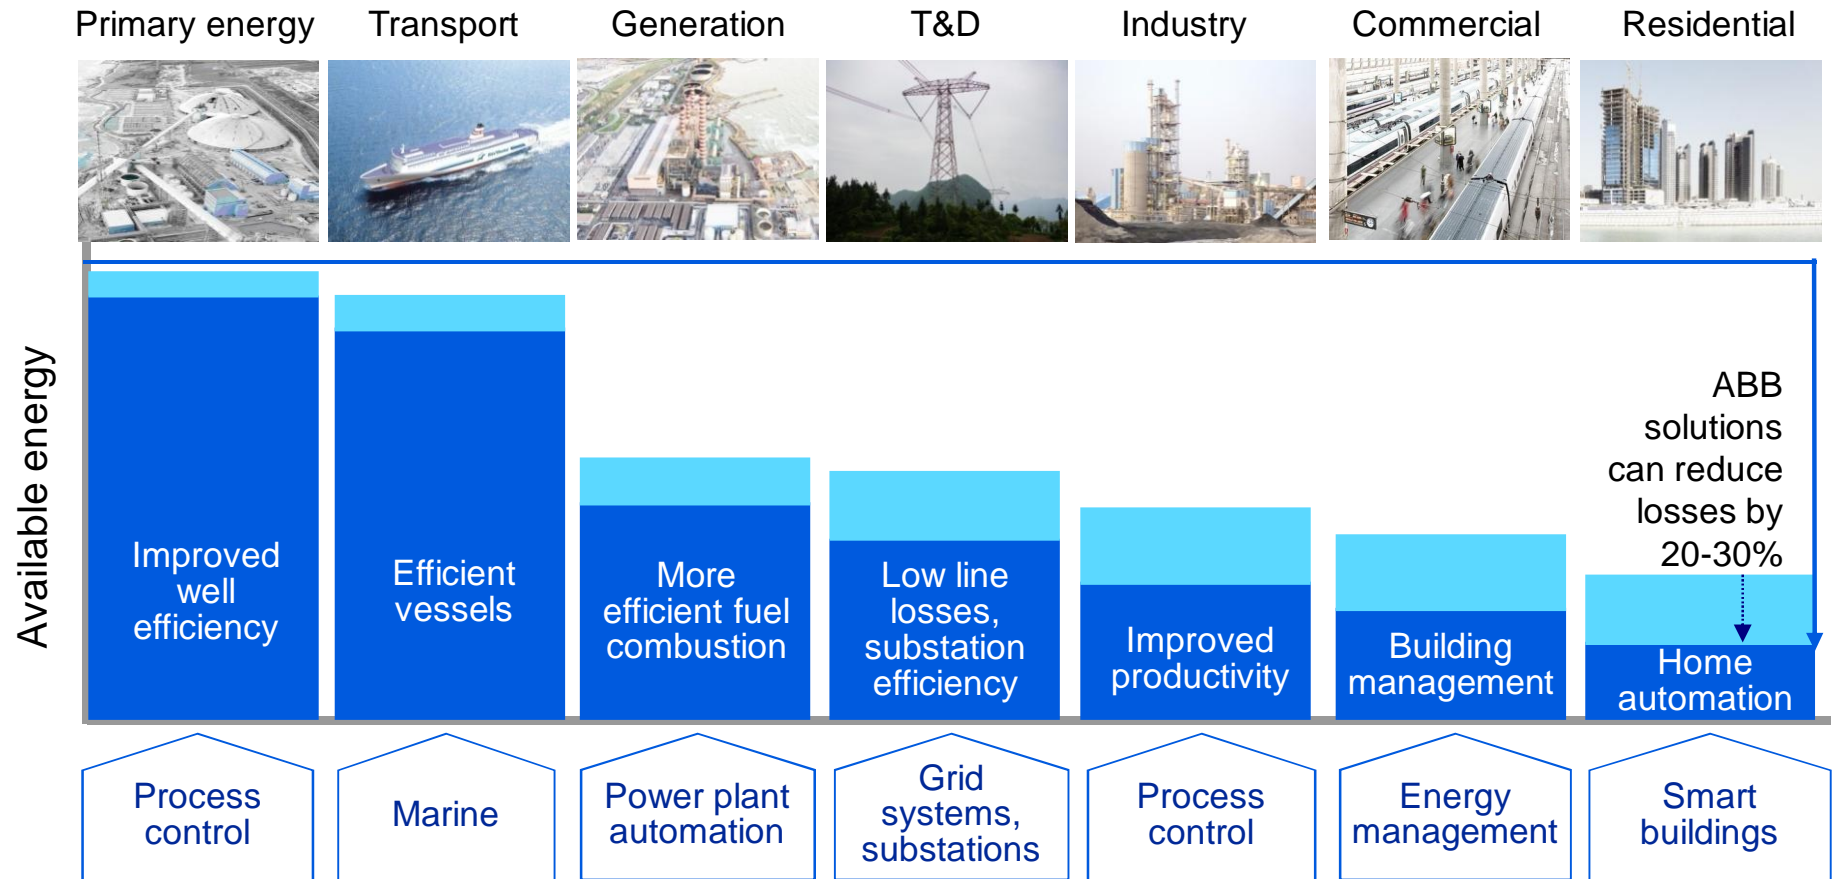 Primary energy
Transport
Generation
T&D
Industry
Commercial
Residential
Available energy
ABB
solutions
can reduce
losses by
20-30%
Improved
well
efficiency
Efficient
vessels
More
efficient fuel
combustion
Low line
losses,
substation
efficiency
Improved
productivity
Building
management
Home
automation
Process
control
Marine
Power plant
automation
Grid
systems,
substations
Process
control
Energy
management
Smart
buildings